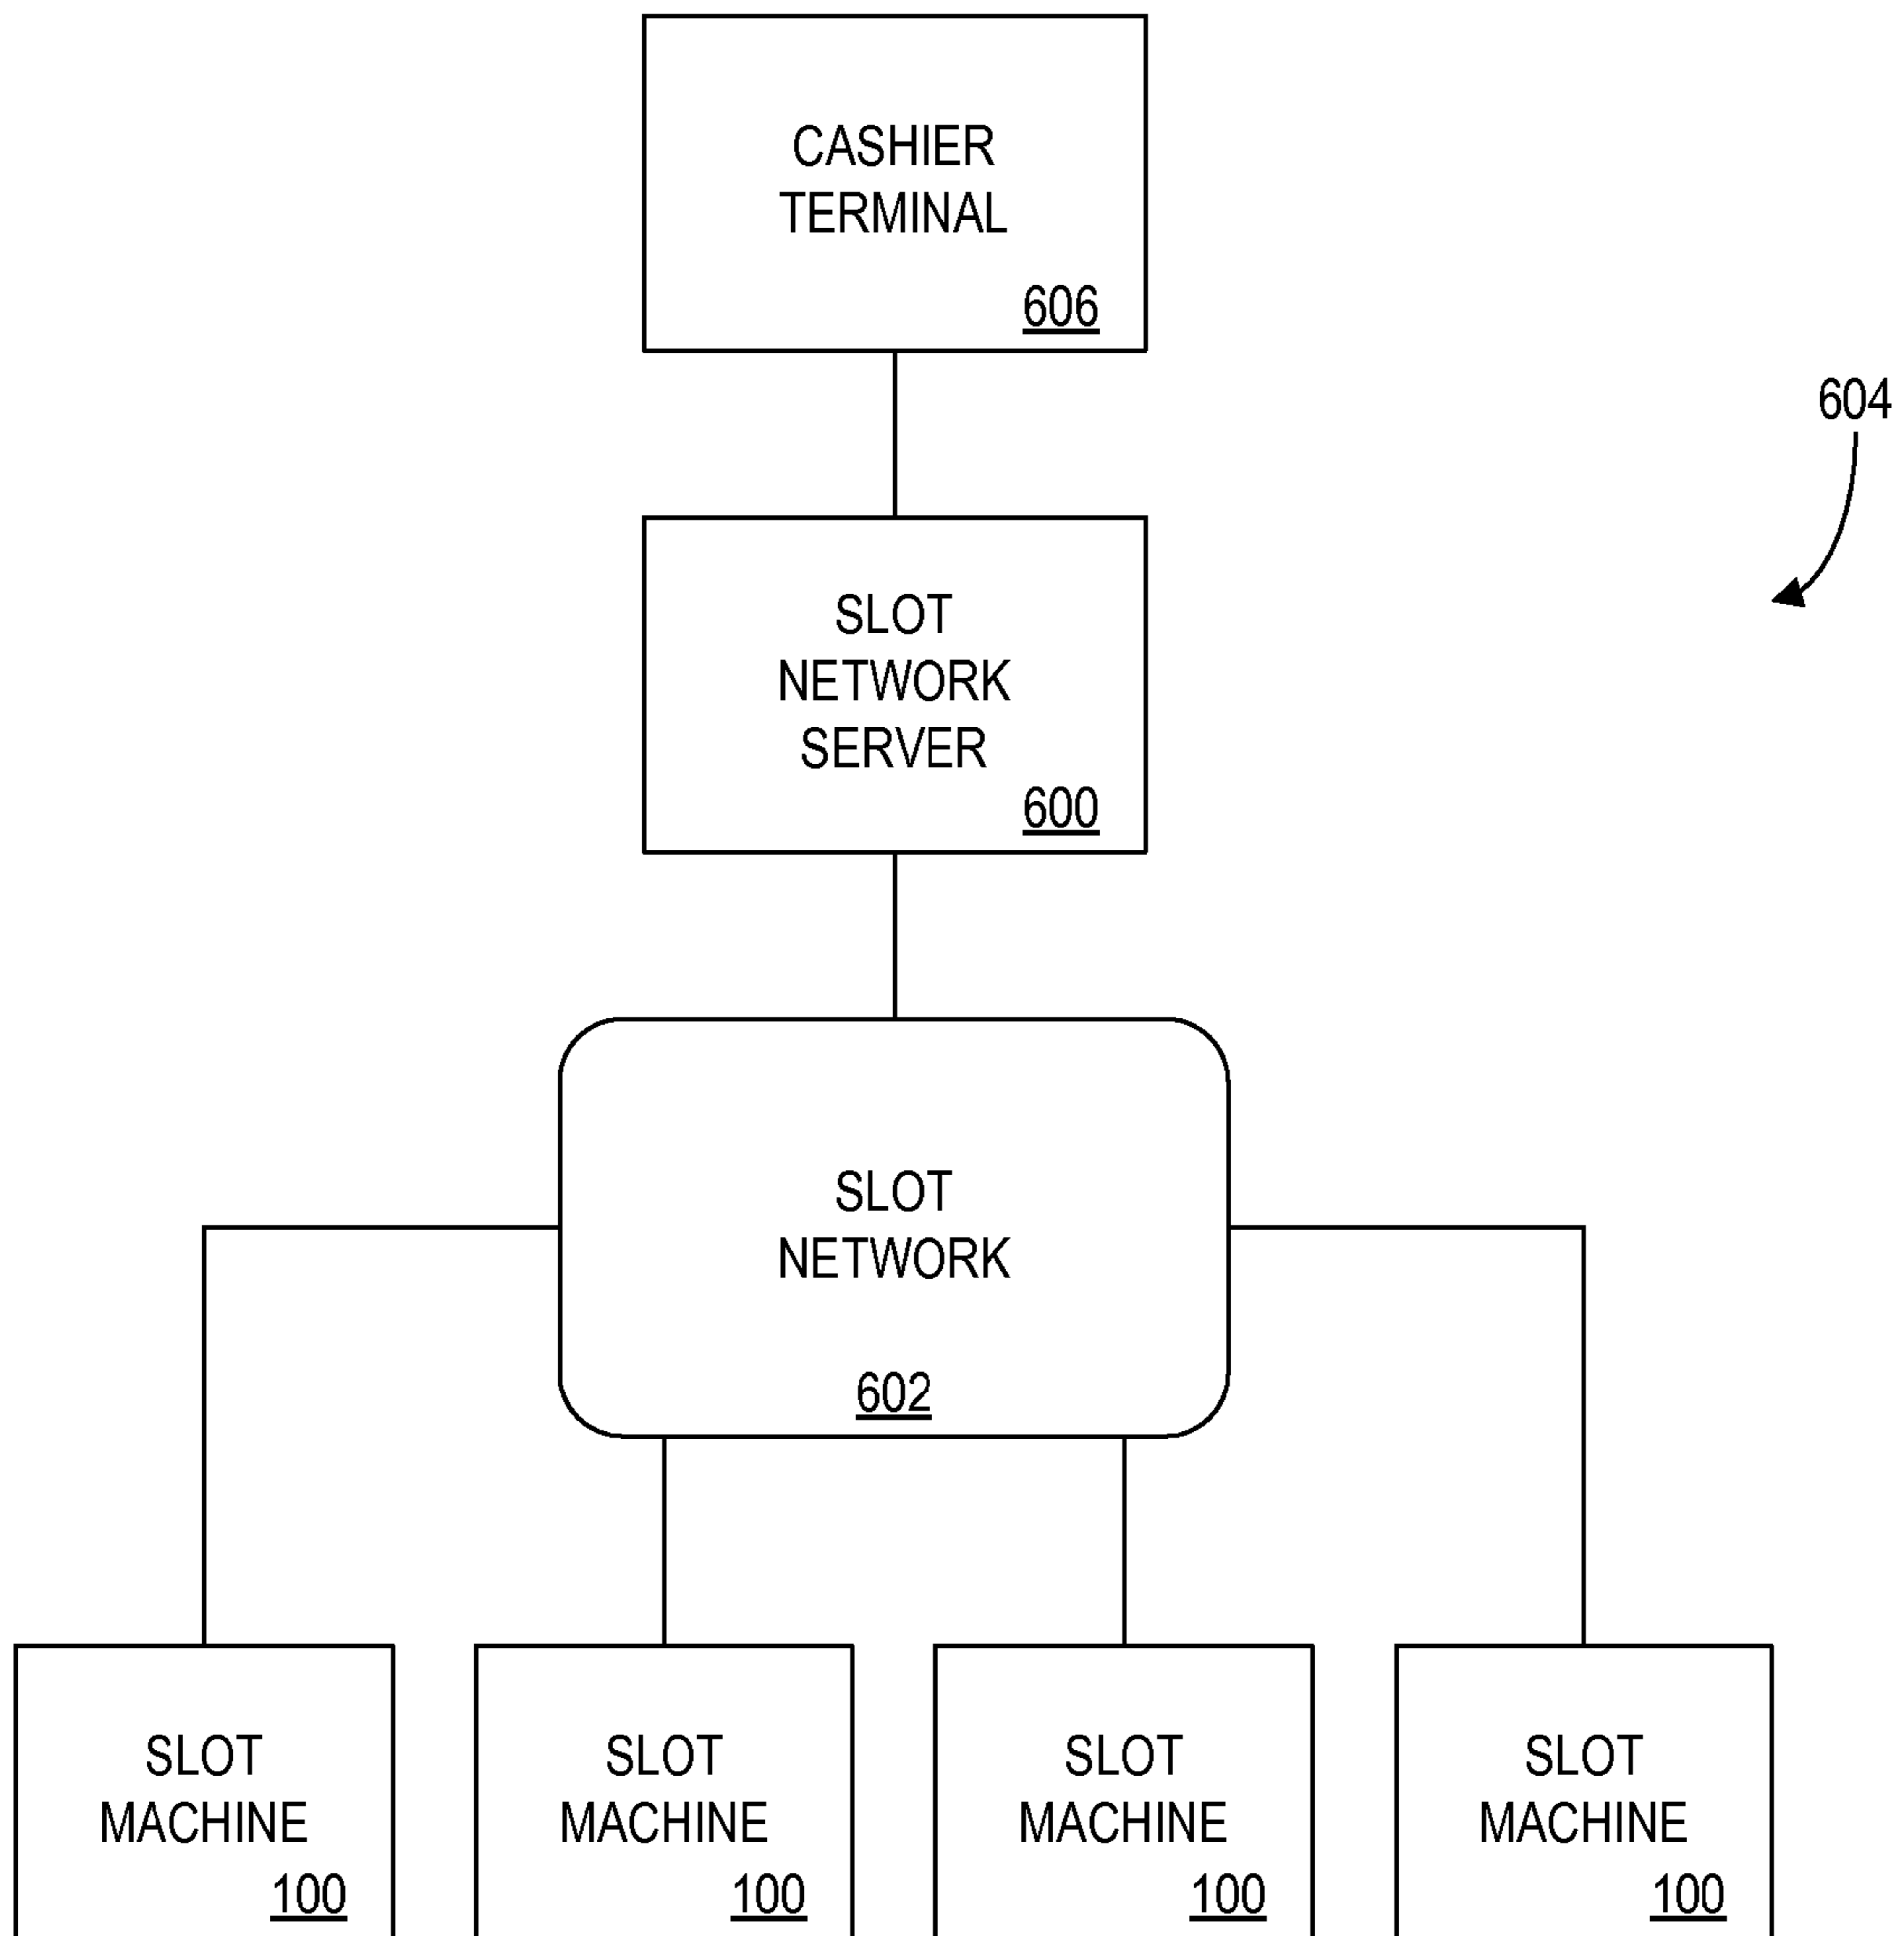 CASHIER
TERMINAL
606
604
SLOT
NETWORK
SERVER
600
SLOT
NETWORK
602
SLOT
MACHINE
100
SLOT
MACHINE
100
SLOT
MACHINE
100
SLOT
MACHINE
100